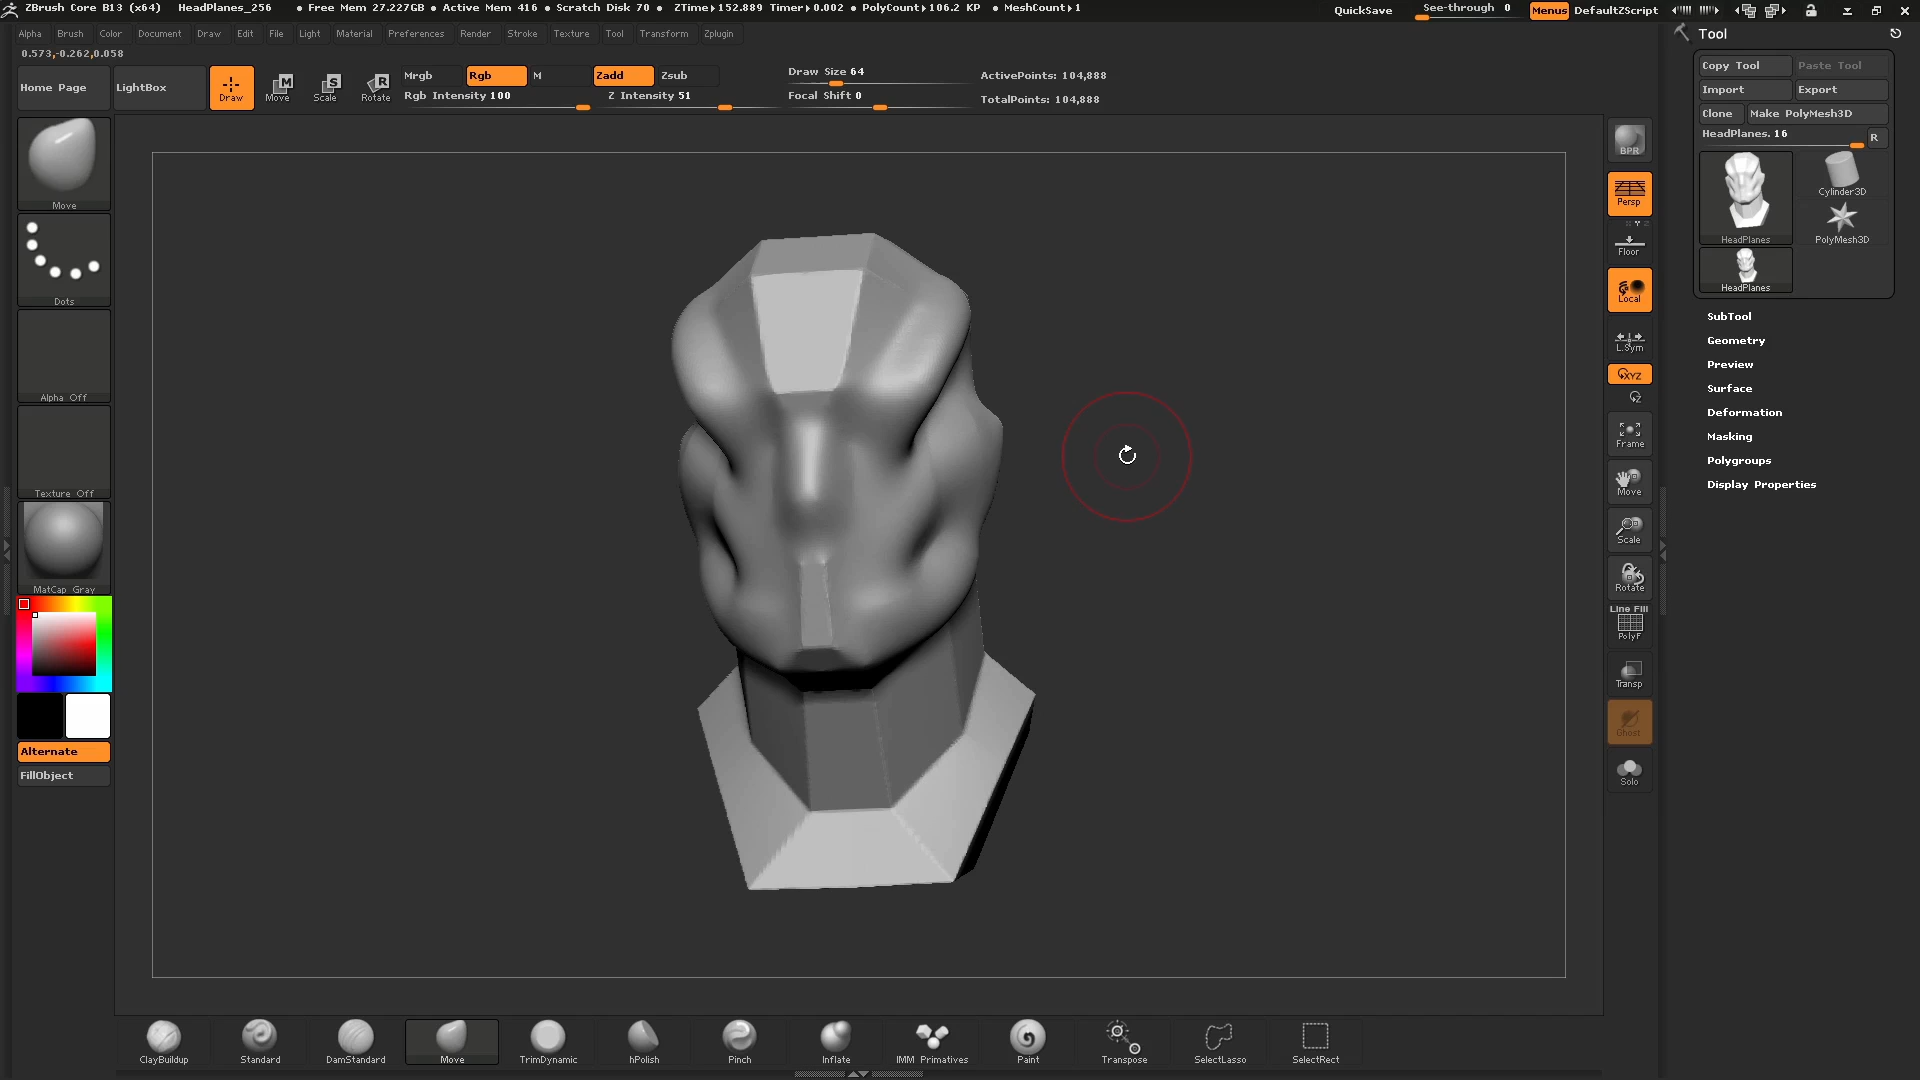 ZBrush Core B13 (x64) HeadPlanes_256 • Free Mem 27.227GB • Active Mem 416 • Scratch Disk 70 • ZTime▸152.889 Timer▸0.002 • PolyCount▸106.2 KP • MeshCount▸1 QuickSave See-through 0 Menus DefaultZScript
Alpha Brush Color Document Draw Edit File Light Material Preferences Render Stroke Texture Tool Transform Zplugin
0.573,-0.262,0.058
Home Page LightBox Draw Move Scale Rotate
M S R
Mrgb Rgb M Zadd Zsub
Rgb Intensity 100 Z Intensity 51
Draw Size 64
Focal Shift 0
ActivePoints: 104,888
TotalPoints: 104,888
Move
Dots
Alpha Off
Texture Off
MatCap Gray
Alternate
FillObject
BPR
Persp
Floor
Local
L.Sym
XYZ
Frame
Move
Scale
Rotate
Line Fill
PolyF
Transp
Ghost
Solo
Tool
Copy Tool Paste Tool
Import Export
Clone Make PolyMesh3D
HeadPlanes. 16 R
HeadPlanes
Cylinder3D
PolyMesh3D
HeadPlanes
SubTool
Geometry
Preview
Surface
Deformation
Masking
Polygroups
Display Properties
ClayBuildup Standard DamStandard Move TrimDynamic hPolish Pinch Inflate IMM Primitives Paint Transpose SelectLasso SelectRect